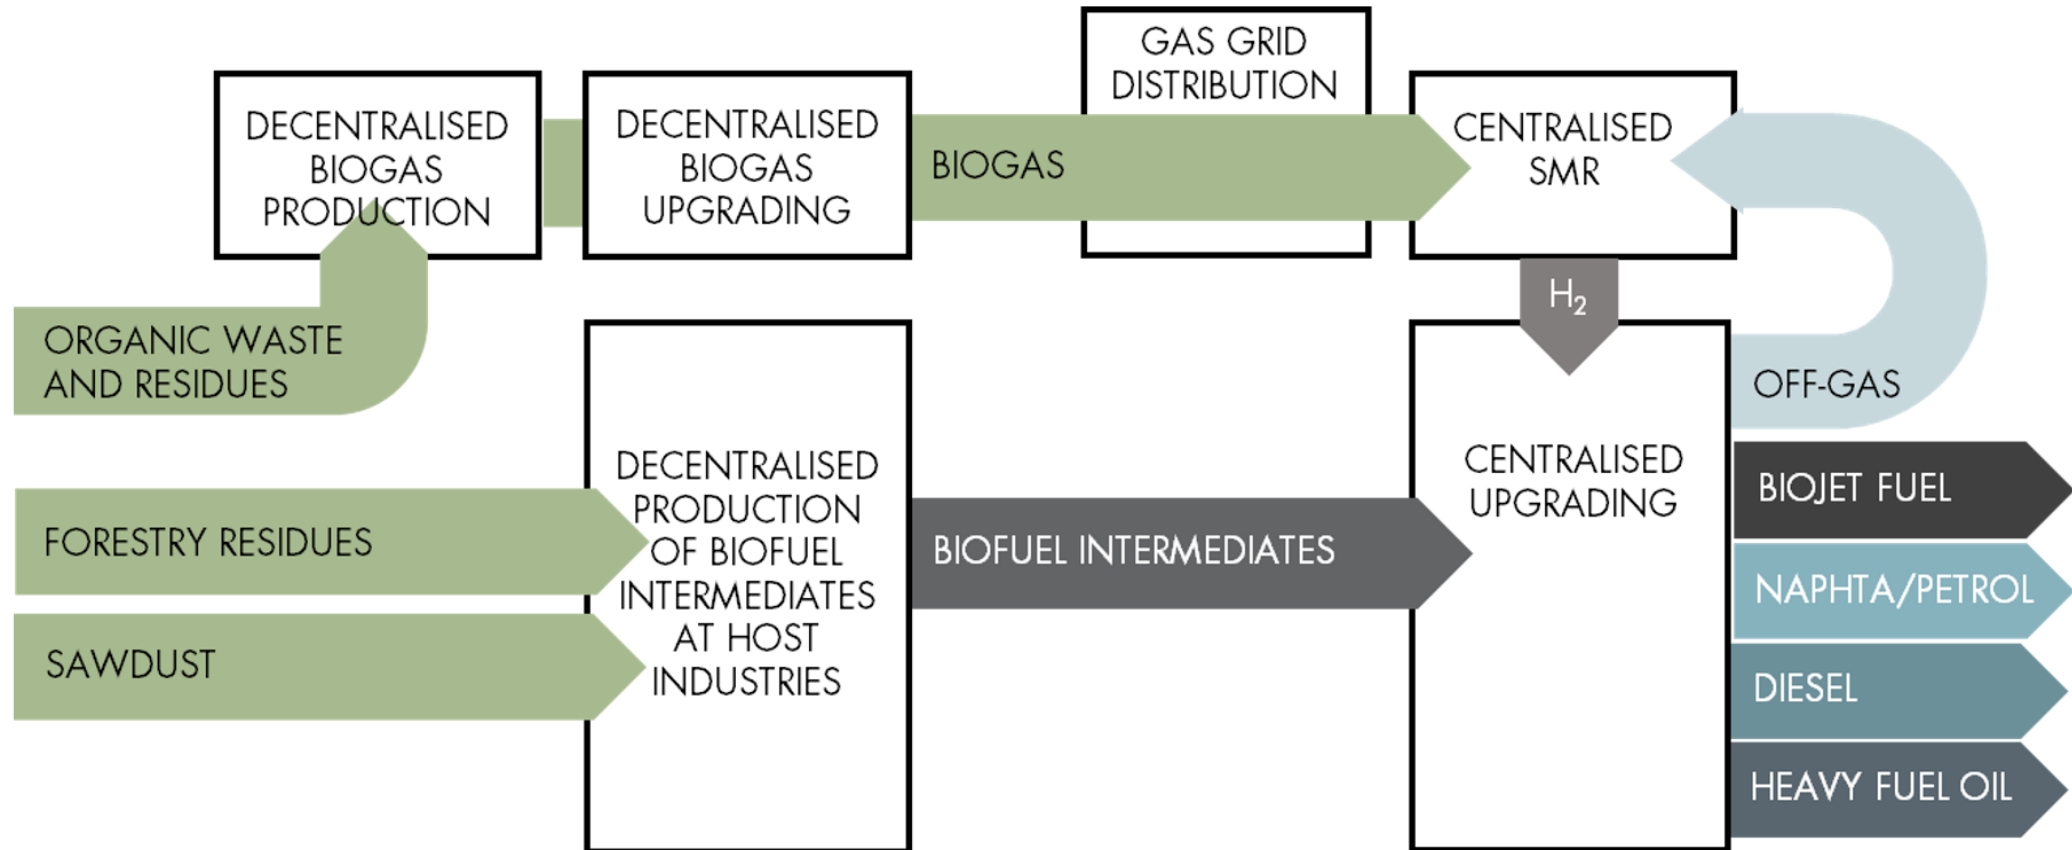 GAS GRID
DISTRIBUTION
DECENTRALISED
BIOGAS
PRODUCTION
DECENTRALISED
BIOGAS
UPGRADING
BIOGAS
CENTRALISED
SMR
H₂
ORGANIC WASTE
AND RESIDUES
OFF-GAS
FORESTRY RESIDUES
SAWDUST
DECENTRALISED
PRODUCTION
OF BIOFUEL
INTERMEDIATES
AT HOST
INDUSTRIES
BIOFUEL INTERMEDIATES
CENTRALISED
UPGRADING
BIOJET FUEL
NAPHTA/PETROL
DIESEL
HEAVY FUEL OIL